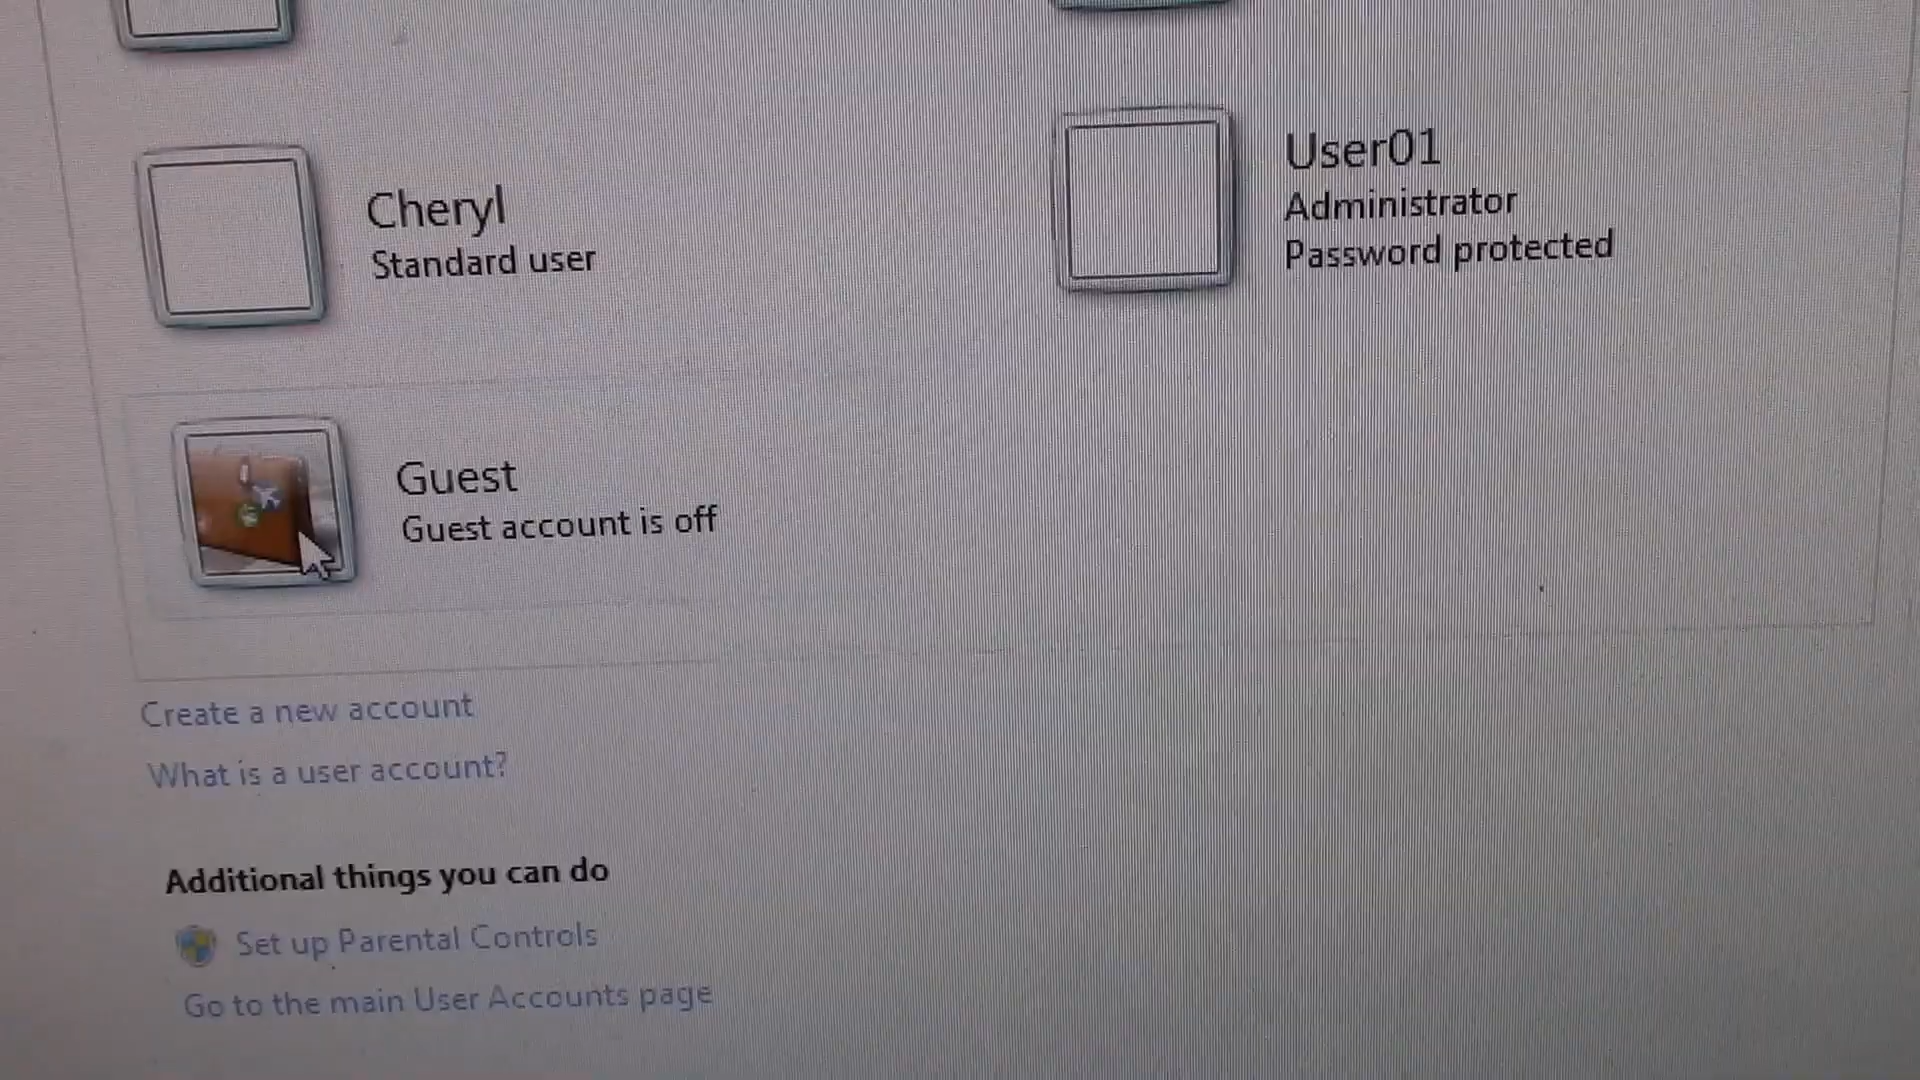 Cheryl
Standard user
User01
Administrator
Password protected
Guest
Guest account is off
Create a new account
What is a user account?
Additional things you can do
Set up Parental Controls
Go to the main User Accounts page